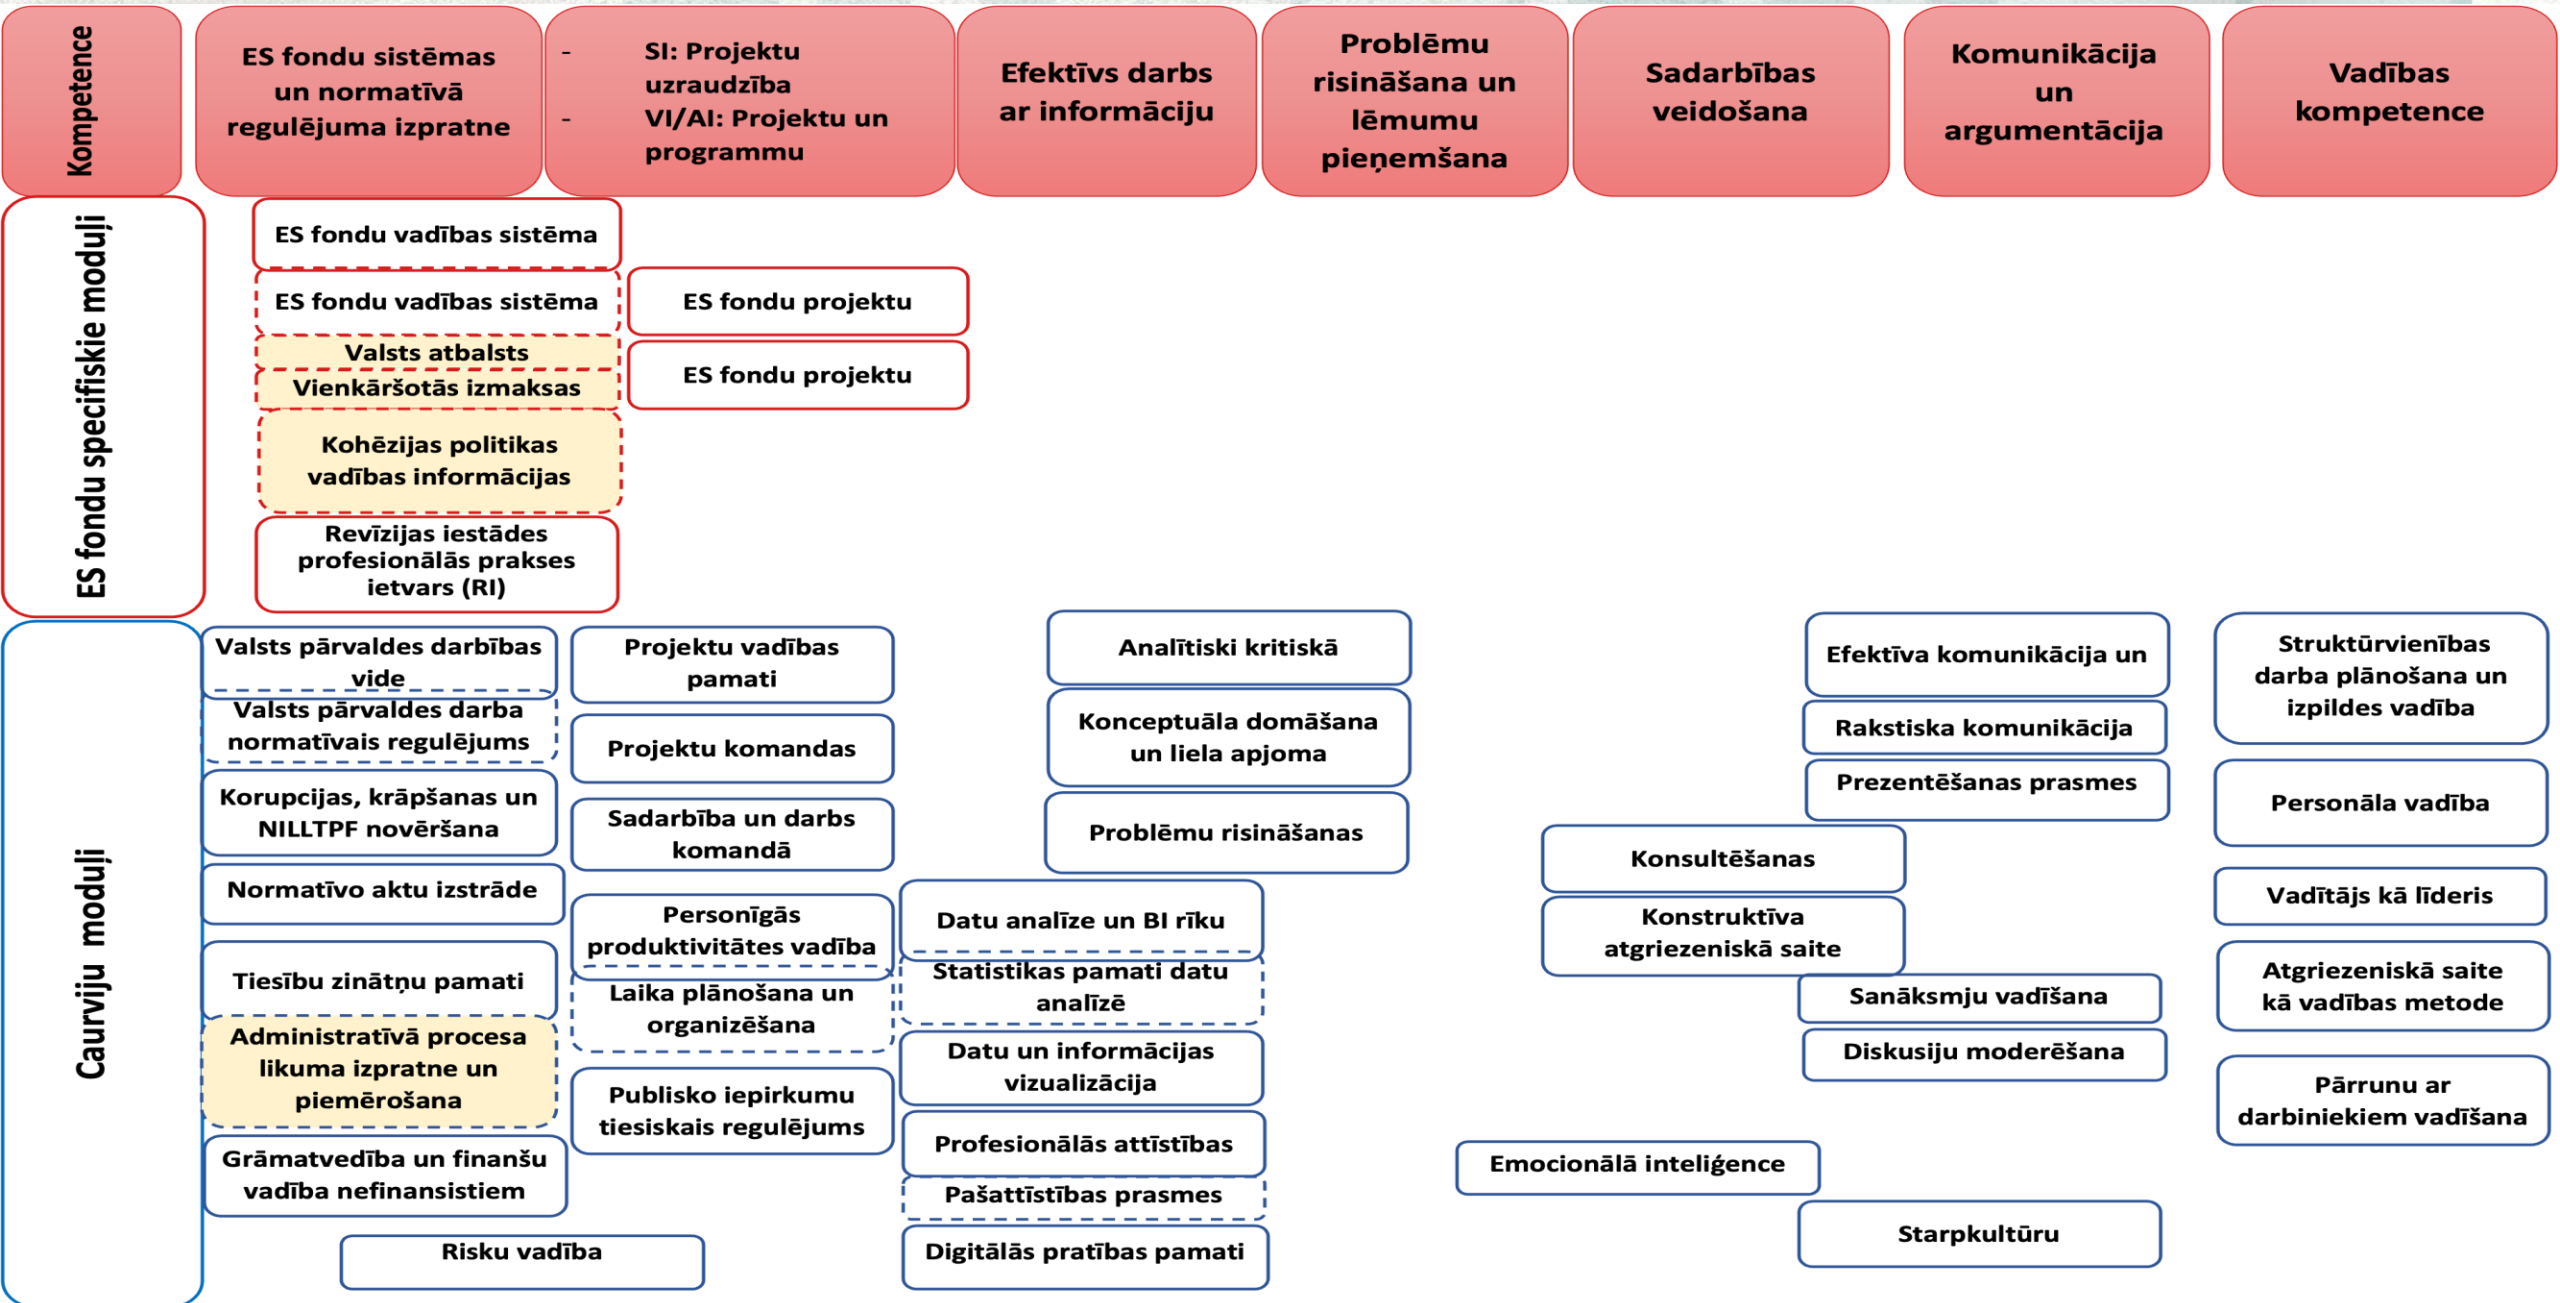 Kompetence
ES fondu sistēmas
un normatīvā
regulējuma izpratne
- SI: Projektu
uzraudzība
- VI/AI: Projektu un
programmu
Efektīvs darbs
ar informāciju
Problēmu
risināšana un
lēmumu
pieņemšana
Sadarbības
veidošana
Komunikācija
un
argumentācija
Vadības
kompetence
ES fondu specifiskie moduļi
ES fondu vadības sistēma
ES fondu vadības sistēma
Valsts atbalsts
Vienkāršotās izmaksas
Kohēzijas politikas
vadības informācijas
Revīzijas iestādes
profesionālās prakses
ietvars (RI)
ES fondu projektu
ES fondu projektu
Caurviju moduļi
Valsts pārvaldes darbības
vide
Valsts pārvaldes darba
normatīvais regulējums
Korupcijas, krāpšanas un
NILLTPF novēršana
Normatīvo aktu izstrāde
Tiesību zinātņu pamati
Administratīvā procesa
likuma izpratne un
piemērošana
Grāmatvedība un finanšu
vadība nefinansistiem
Risku vadība
Projektu vadības
pamati
Projektu komandas
Sadarbība un darbs
komandā
Personīgās
produktivitātes vadība
Laika plānošana un
organizēšana
Publisko iepirkumu
tiesiskais regulējums
Analītiski kritiskā
Konceptuāla domāšana
un liela apjoma
Problēmu risināšanas
Datu analīze un BI rīku
Statistikas pamati datu
analīzē
Datu un informācijas
vizualizācija
Profesionālās attīstības
Pašattīstības prasmes
Digitālās pratības pamati
Efektīva komunikācija un
Rakstiska komunikācija
Prezentēšanas prasmes
Konsultēšanas
Konstruktīva
atgriezeniskā saite
Sanāksmju vadīšana
Diskusiju moderēšana
Emocionālā inteliģence
Starpkultūru
Struktūrvienības
darba plānošana un
izpildes vadība
Personāla vadība
Vadītājs kā līderis
Atgriezeniskā saite
kā vadības metode
Pārrunu ar
darbiniekiem vadīšana